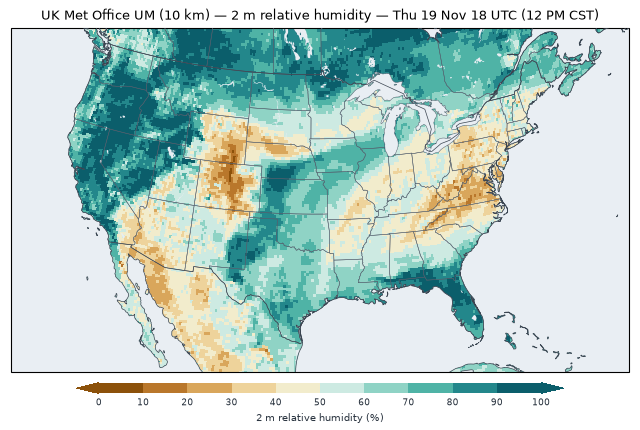 UK Met Office UM (10 km) — 2 m relative humidity — Thu 19 Nov 18 UTC (12 PM CST)
0 10 20 30 40 50 60 70 80 90 100
2 m relative humidity (%)